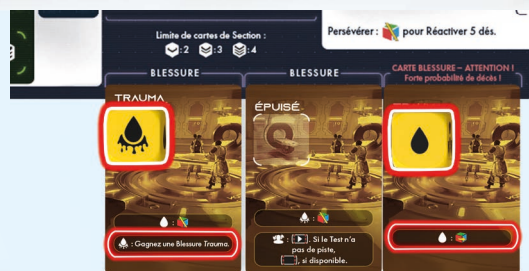 Limite de cartes de Section :
:2 :3 :4
Persévérer : pour Réactiver 5 dés.
BLESSURE
BLESSURE
CARTE BLESSURE – ATTENTION !
Forte probabilité de décès !
TRAUMA
ÉPUISÉ
:
: Gagnez une Blessure Trauma.
:
: . Si le Test n'a
pas de piste,
, si disponible.
: